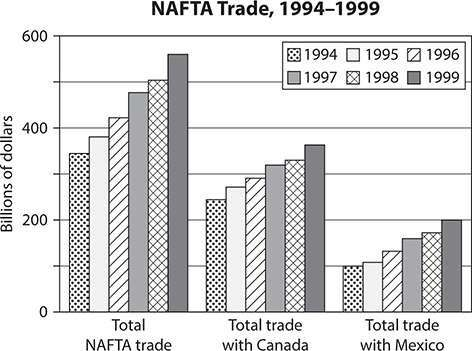 NAFTA Trade, 1994–1999
600
400
200
0
Billions of dollars
1994 1995 1996
1997 1998 1999
Total
NAFTA trade
Total trade
with Canada
Total trade
with Mexico